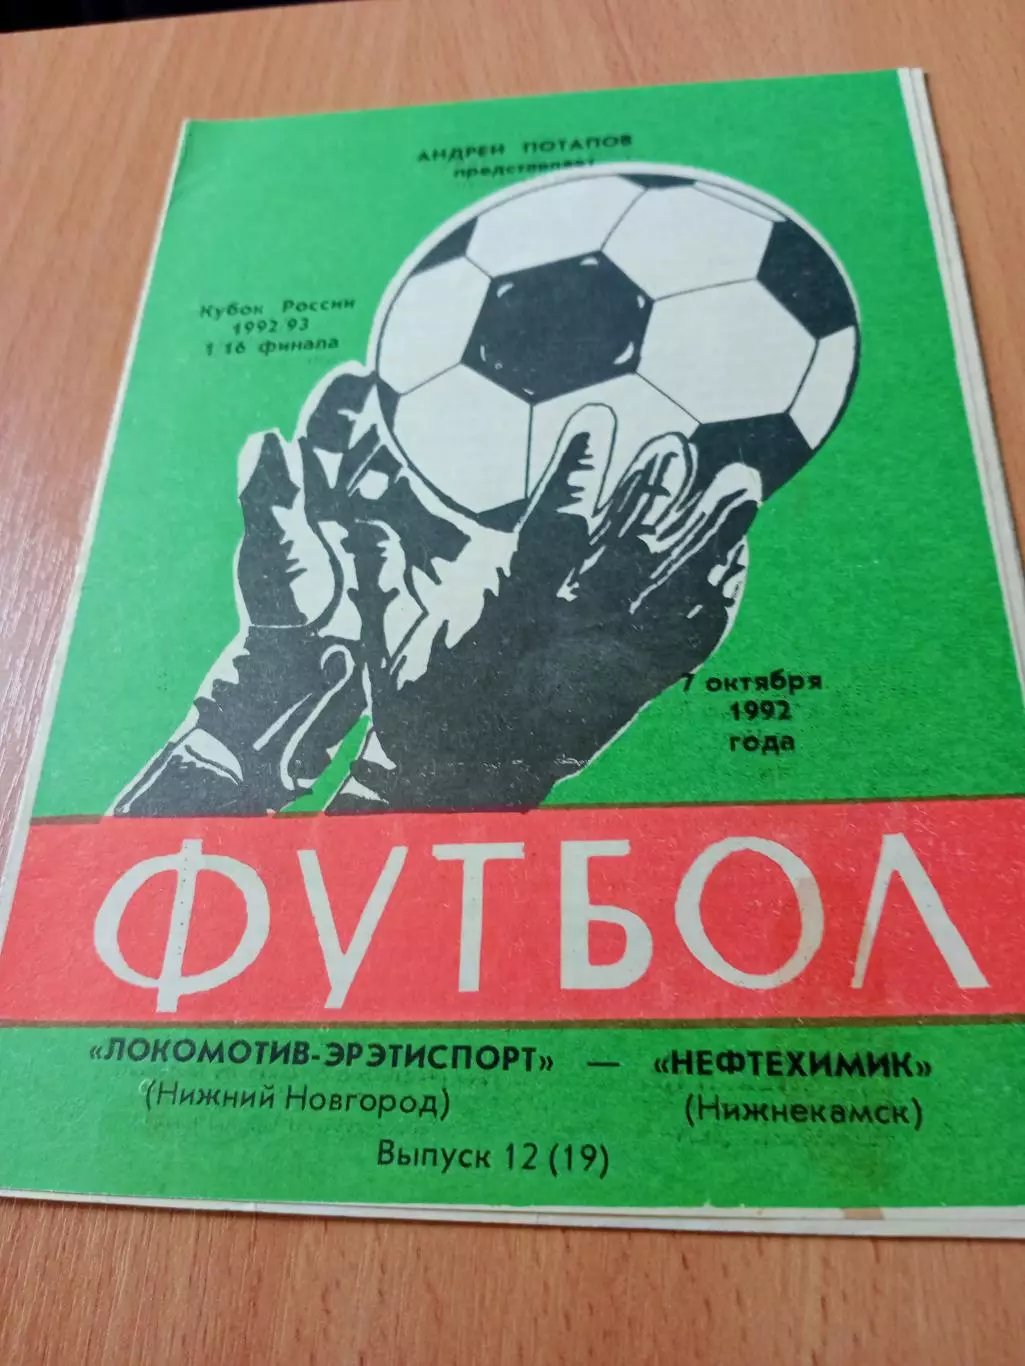 АНДРЕЙ ПОТАПОВ
представляет
Кубок России
1992/93
1/16 финала
7 октября
1992
года
ФУТБОЛ
«ЛОКОМОТИВ-ЭРЭТИСПОРТ» — «НЕФТЕХИМИК»
(Нижний Новгород) (Нижнекамск)
Выпуск 12 (19)